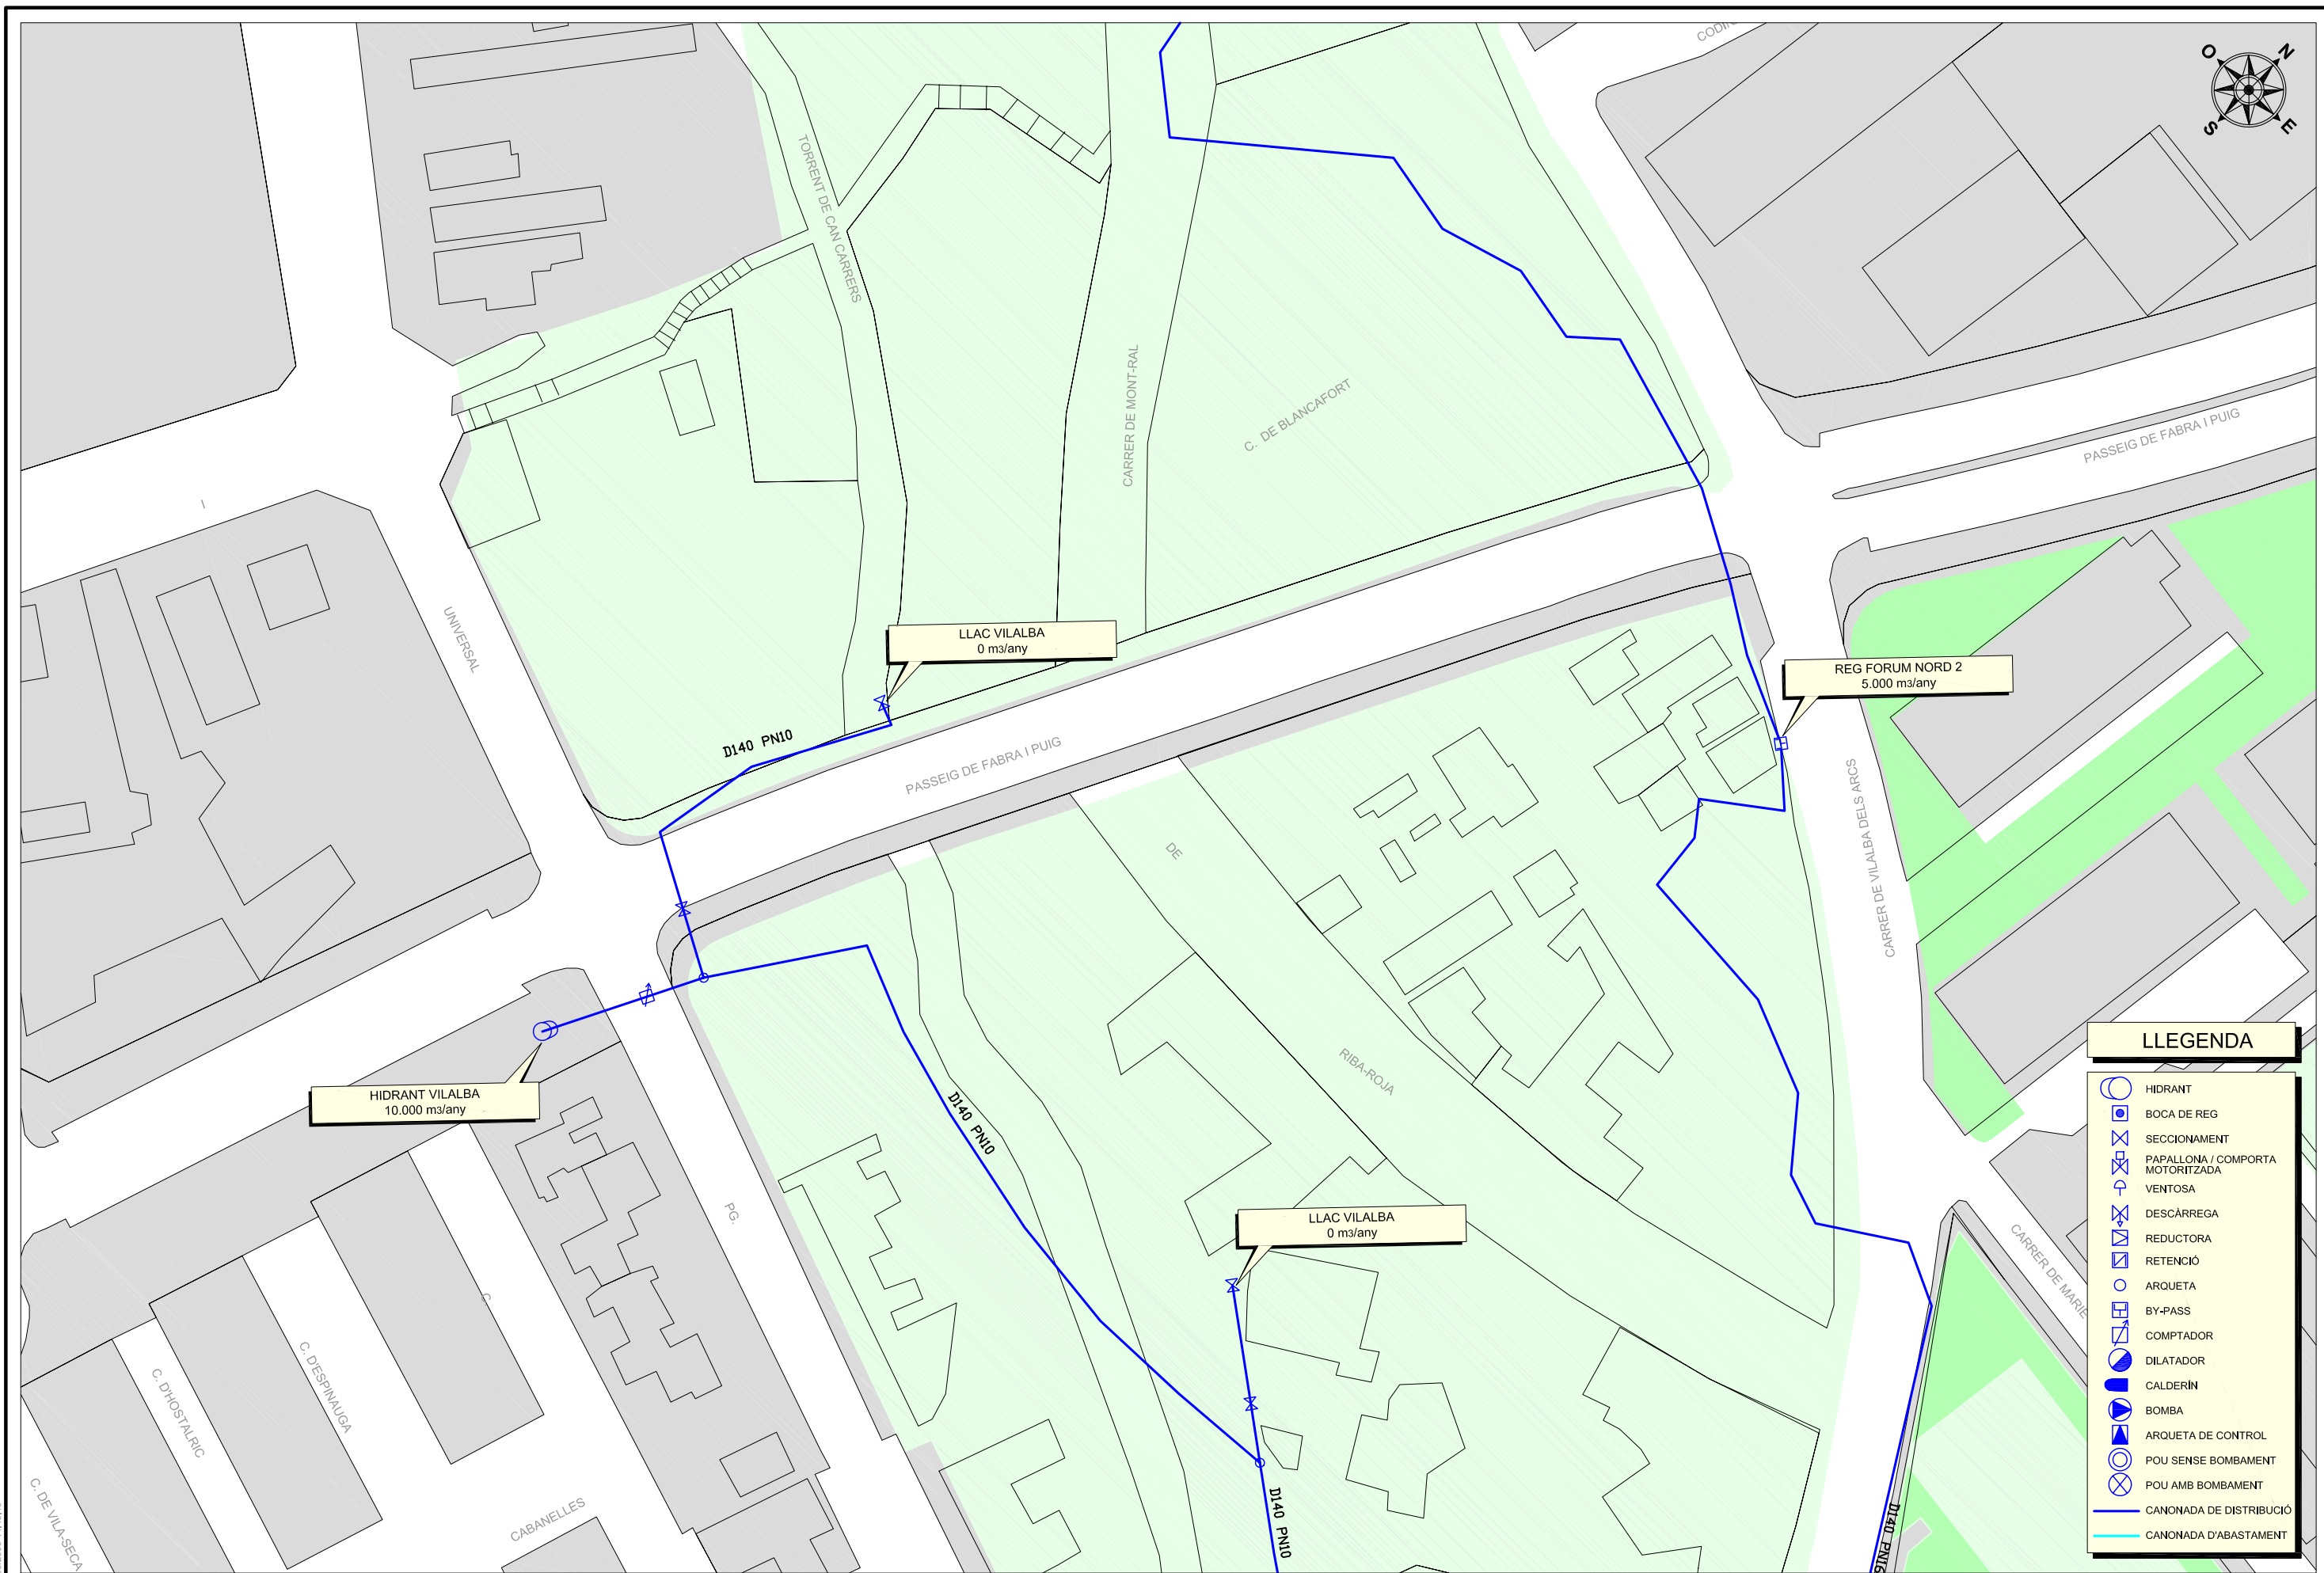 O
N
S
E
TORRENT DE CAN CARRERS
CARRER DE MONT-RAL
C. DE BLANCAFORT
PASSEIG DE FABRA I PUIG
I
UNIVERSAL
LLAC VILALBA
0 m3/any
REG FORUM NORD 2
5.000 m3/any
D140 PN10
PASSEIG DE FABRA I PUIG
DE
CARRER DE VILALBA DELS ARCS
RIBA-ROJA
HIDRANT VILALBA
10.000 m3/any
D140 PN10
PG.
LLAC VILALBA
0 m3/any
C. D'HOSTALRIC
C. D'ESPINAUGA
C. DE VILA-SECA
CABANELLES
D140 PN10
D140 PN16
LLEGENDA
HIDRANT
BOCA DE REG
SECCIONAMENT
PAPALLONA / COMPORTA
MOTORITZADA
VENTOSA
DESCÀRREGA
REDUCTORA
RETENCIÓ
ARQUETA
BY-PASS
COMPTADOR
DILATADOR
CALDERÍN
BOMBA
ARQUETA DE CONTROL
POU SENSE BOMBAMENT
POU AMB BOMBAMENT
CANONADA DE DISTRIBUCIÓ
CANONADA D'ABASTAMENT